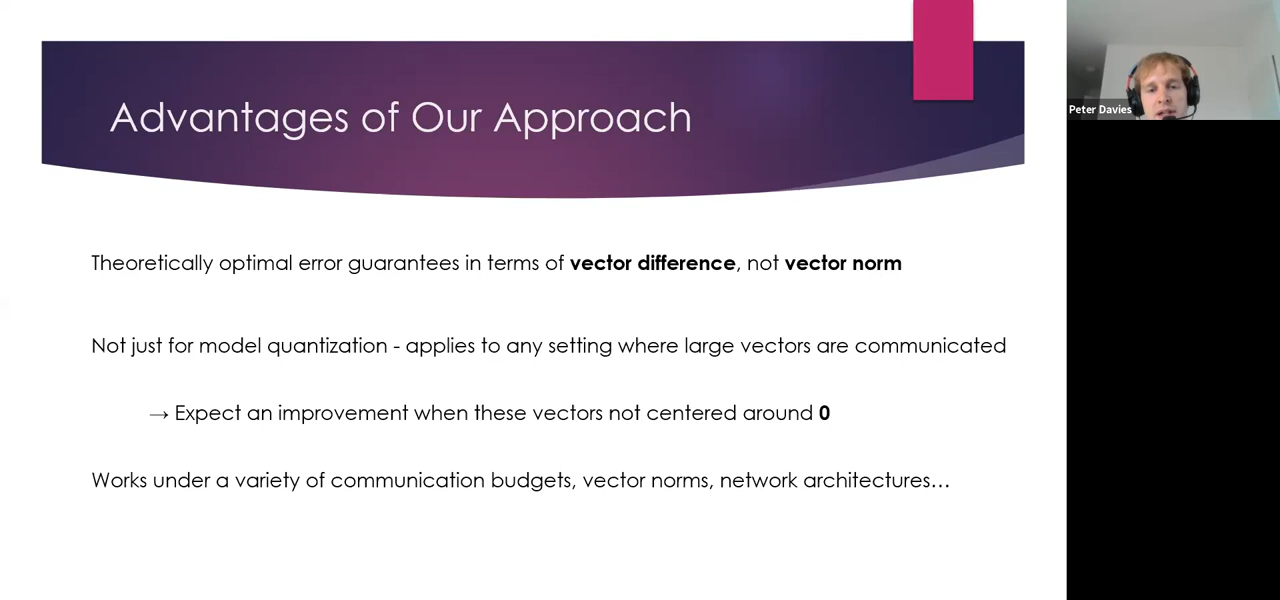 Advantages of Our Approach
Peter Davies
Theoretically optimal error guarantees in terms of vector difference, not vector norm
Not just for model quantization - applies to any setting where large vectors are communicated
→ Expect an improvement when these vectors not centered around 0
Works under a variety of communication budgets, vector norms, network architectures…